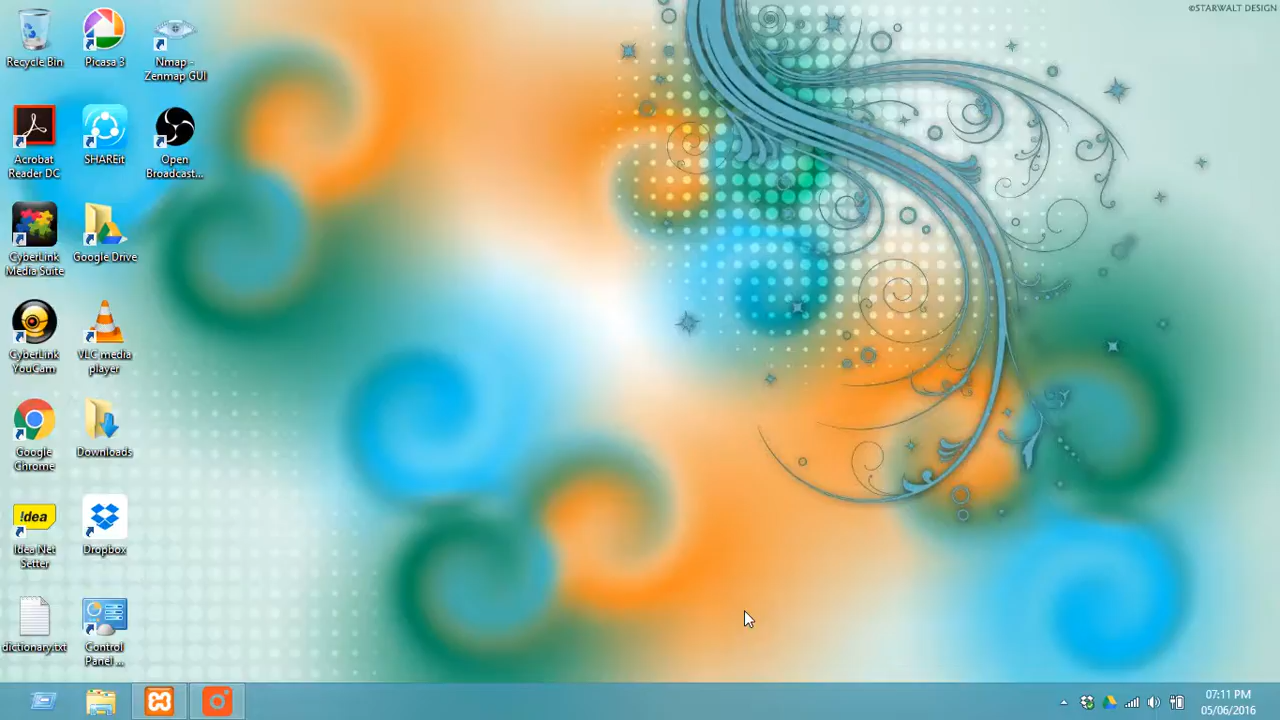 ©STARWALT DESIGN
Recycle Bin
Picasa 3
Nmap -
Zenmap GUI
Acrobat
Reader DC
SHAREit
Open
Broadcast...
CyberLink
Media Suite
Google Drive
CyberLink
YouCam
VLC media
player
Google
Chrome
Downloads
!dea
Idea Net
Setter
Dropbox
dictionary.txt
Control
Panel ...
07:11 PM
05/06/2016